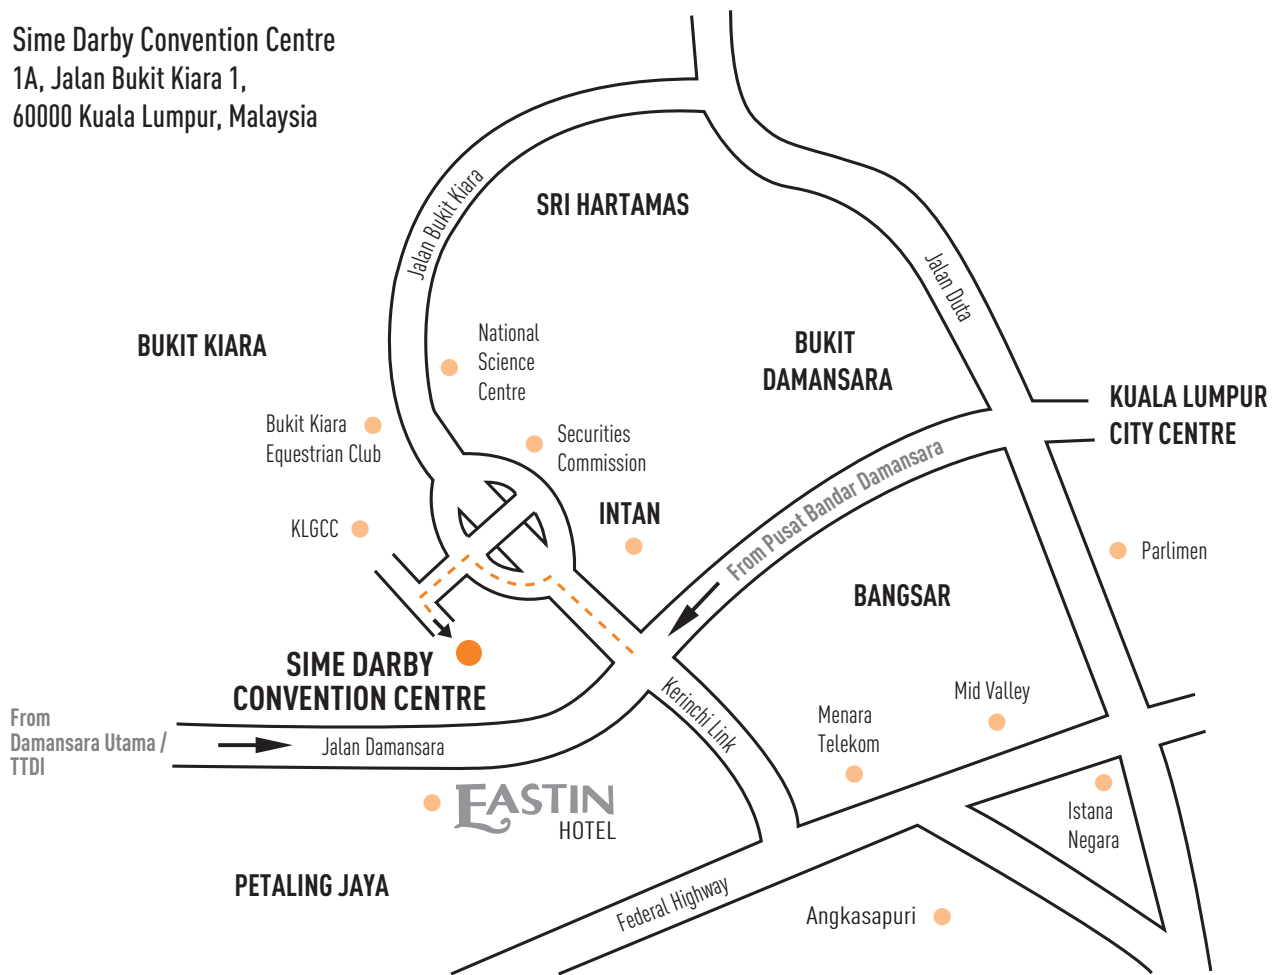 Sime Darby Convention Centre
1A, Jalan Bukit Kiara 1,
60000 Kuala Lumpur, Malaysia
Jalan Bukit Kiara
SRI HARTAMAS
Jalan Duta
BUKIT KIARA
National
Science
Centre
BUKIT
DAMANSARA
KUALA LUMPUR
CITY CENTRE
Bukit Kiara
Equestrian Club
Securities
Commission
From Pusat Bandar Damansara
INTAN
KLGCC
Parlimen
BANGSAR
SIME DARBY
CONVENTION CENTRE
Kerinchi Link
Mid Valley
Menara
Telekom
From
Damansara Utama /
TTDI
Jalan Damansara
EASTIN
HOTEL
Istana
Negara
PETALING JAYA
Federal Highway
Angkasapuri